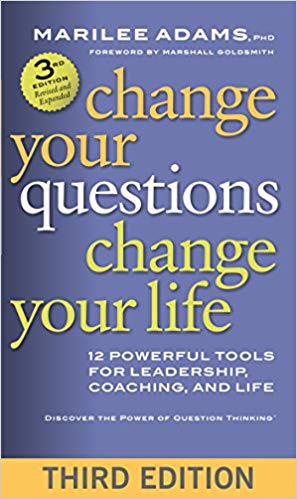 MARILEE ADAMS, PHD
FOREWORD BY MARSHALL GOLDSMITH
3RD
EDITION
Revised and
Expanded
change
your
questions
change
your life
12 POWERFUL TOOLS
FOR LEADERSHIP,
COACHING, AND LIFE
DISCOVER THE POWER OF QUESTION THINKING™
THIRD EDITION